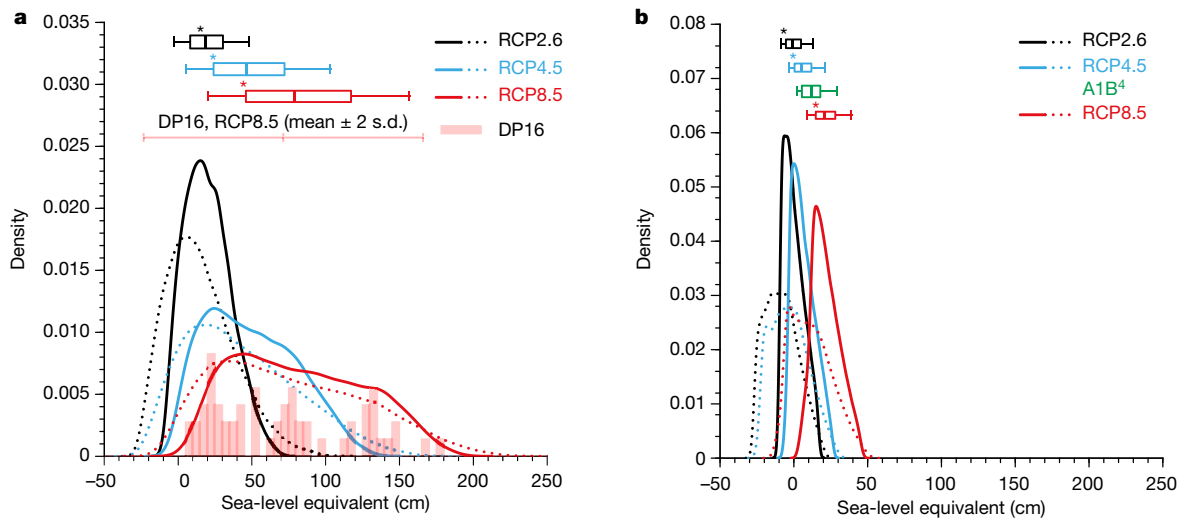 a
0.035
0.030
0.025
0.020
0.015
0.010
0.005
0
Density
−50
0
50
100
150
200
250
Sea-level equivalent (cm)
*
*
*
RCP2.6
RCP4.5
RCP8.5
DP16, RCP8.5 (mean ± 2 s.d.)
DP16
b
0.08
0.07
0.06
0.05
0.04
0.03
0.02
0.01
0
Density
−50
0
50
100
150
200
250
Sea-level equivalent (cm)
*
*
*
RCP2.6
RCP4.5
A1B⁴
RCP8.5